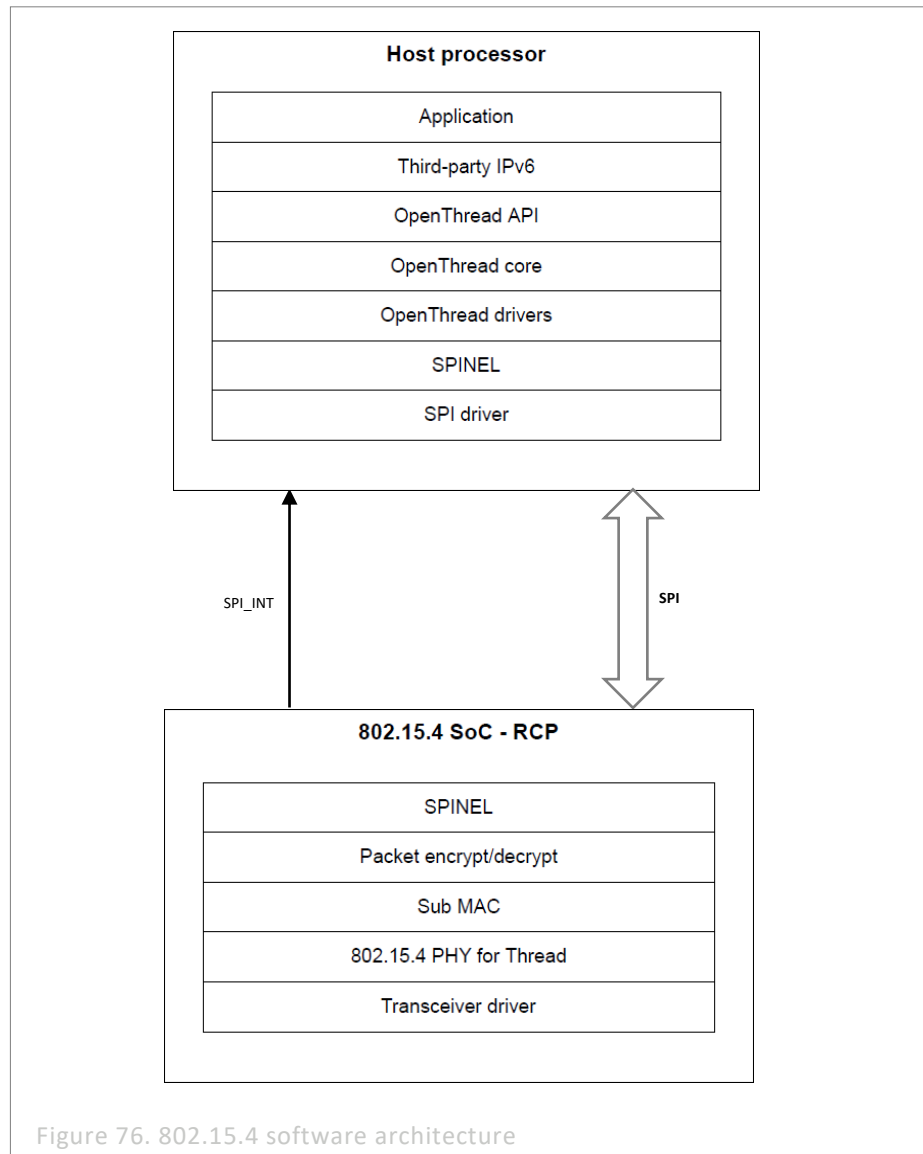 Host processor
Application
Third-party IPv6
OpenThread API
OpenThread core
OpenThread drivers
SPINEL
SPI driver
SPI_INT
SPI
802.15.4 SoC - RCP
SPINEL
Packet encrypt/decrypt
Sub MAC
802.15.4 PHY for Thread
Transceiver driver
Figure 76. 802.15.4 software architecture